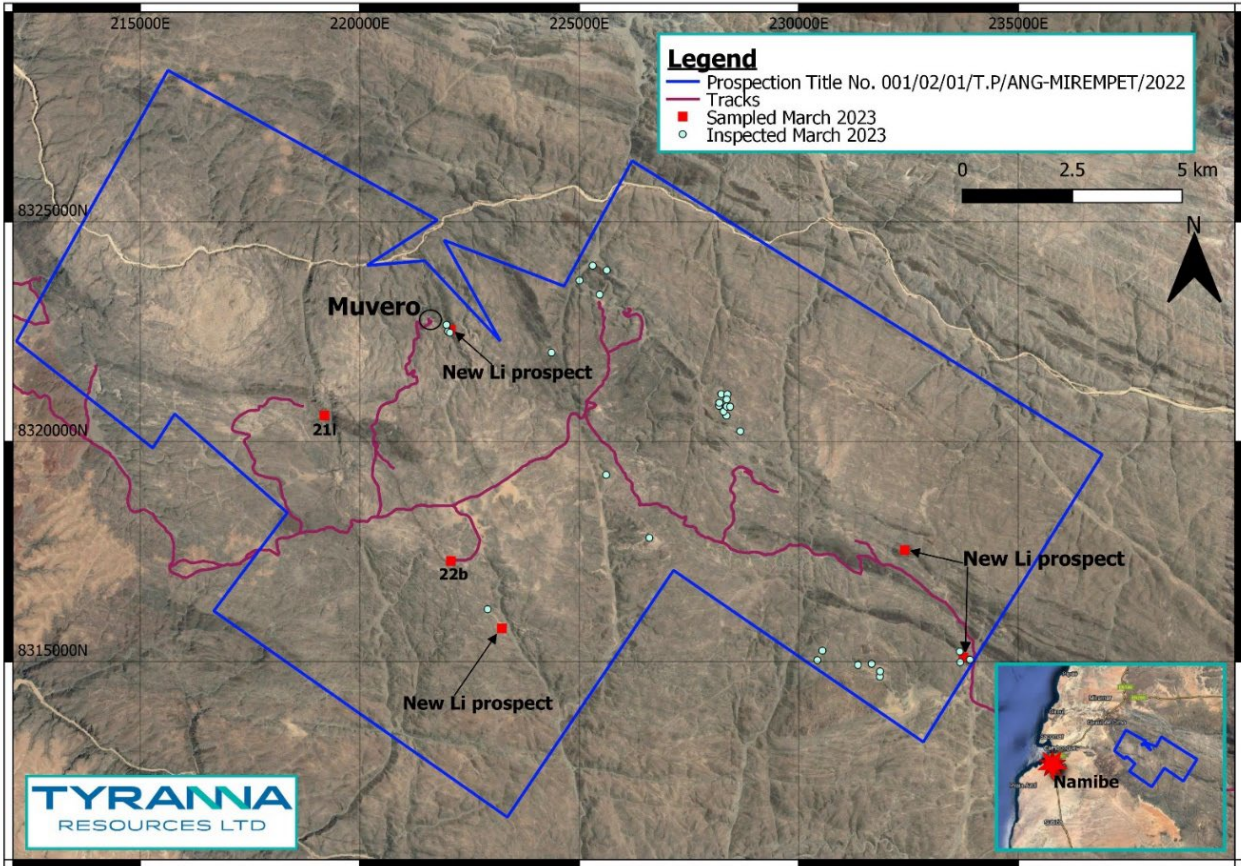 215000E
220000E
225000E
230000E
235000E
Legend
Prospection Title No. 001/02/01/T.P/ANG-MIREMPET/2022
Tracks
Sampled March 2023
Inspected March 2023
0 2.5 5 km
N
8325000N
Muvero
New Li prospect
21l
8320000N
New Li prospect
22b
8315000N
New Li prospect
Namibe
TYRANNA
RESOURCES LTD